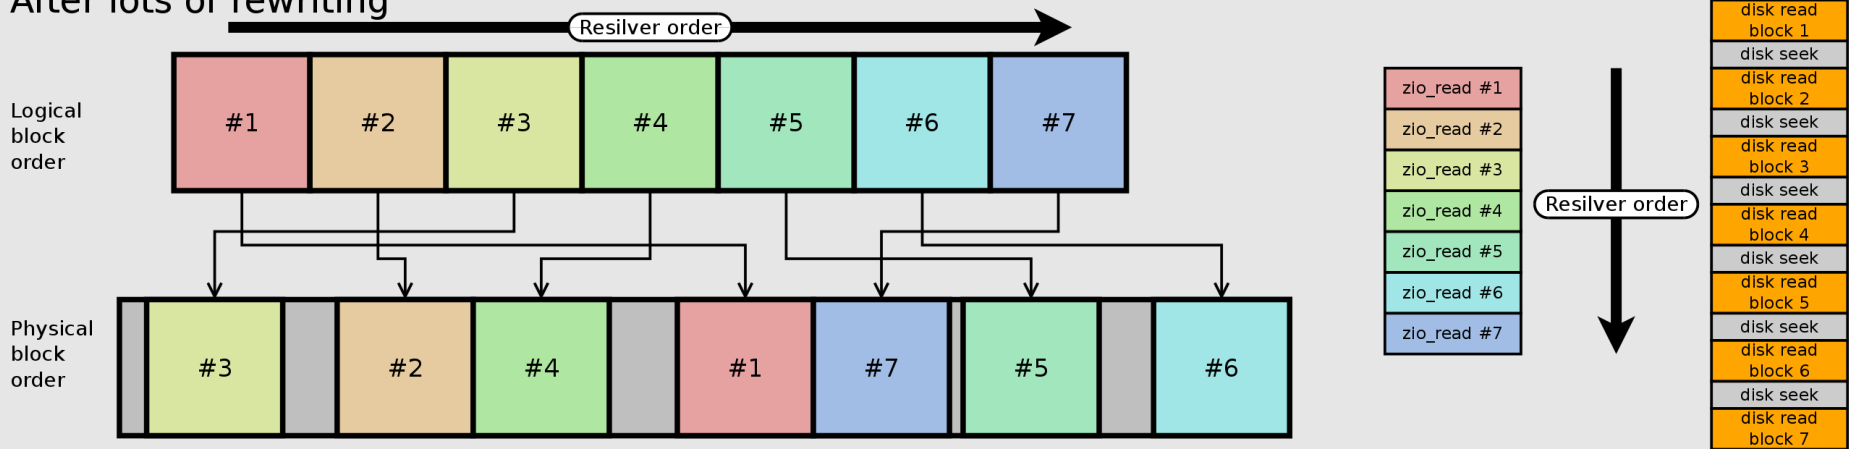 After lots of rewriting
Resilver order
Logical
block
order
#1 #2 #3 #4 #5 #6 #7
Physical
block
order
#3 #2 #4 #1 #7 #5 #6
zio_read #1
zio_read #2
zio_read #3
zio_read #4
zio_read #5
zio_read #6
zio_read #7
Resilver order
disk read
block 1
disk seek
disk read
block 2
disk seek
disk read
block 3
disk seek
disk read
block 4
disk seek
disk read
block 5
disk seek
disk read
block 6
disk seek
disk read
block 7